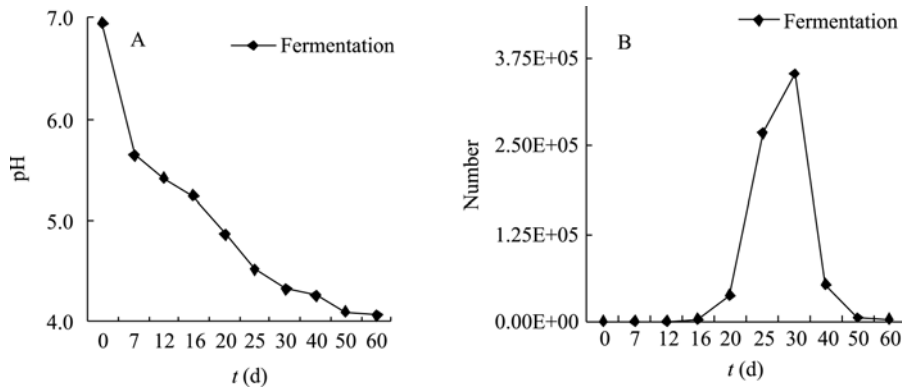 7.0
6.0
5.0
4.0
pH
A
Fermentation
0 7 12 16 20 25 30 40 50 60
t (d)
3.75E+05
2.50E+05
1.25E+05
0.00E+00
Number
B
Fermentation
0 7 12 16 20 25 30 40 50 60
t (d)